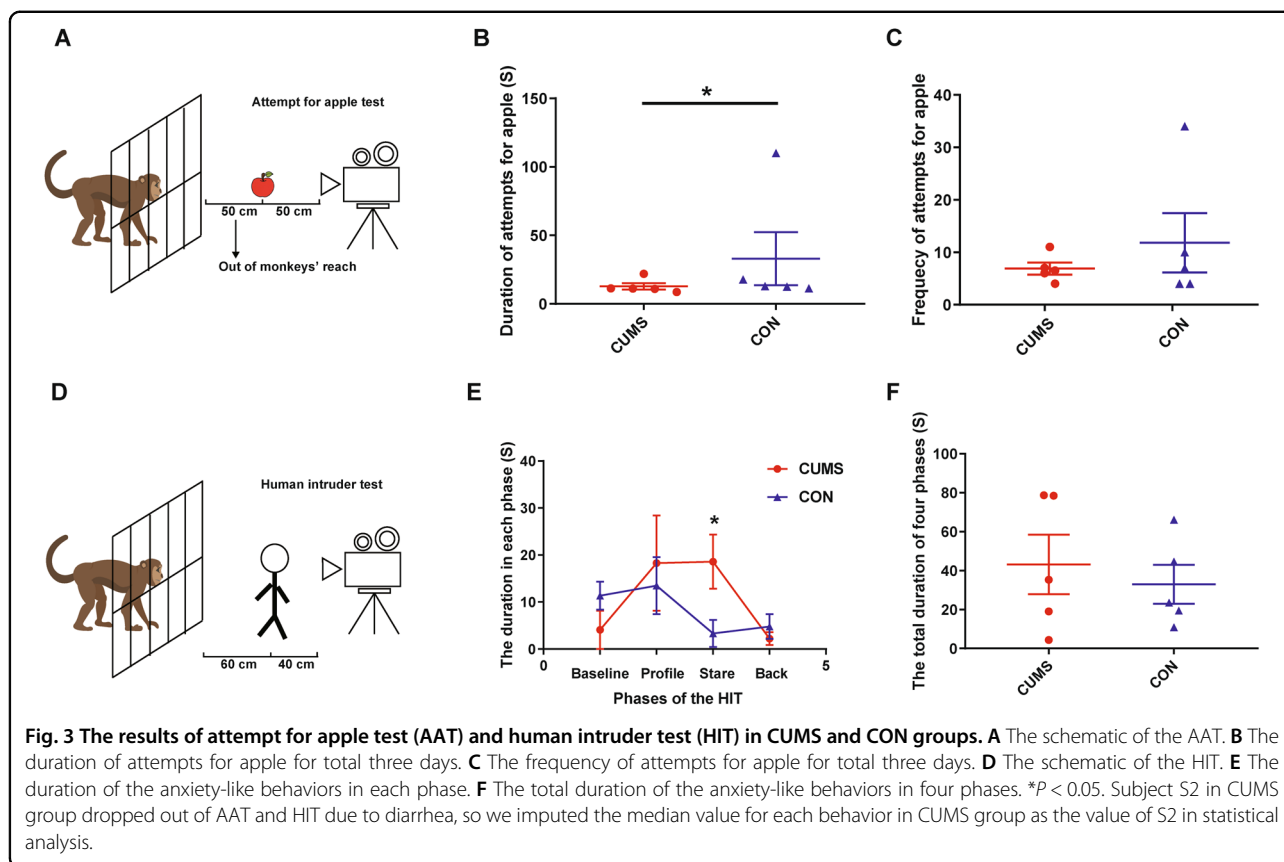 A
Attempt for apple test
50 cm
50 cm
Out of monkeys' reach
B
Duration of attempts for apple (S)
150
100
50
0
*
CUMS
CON
C
Frequecy of attempts for apple
40
30
20
10
0
CUMS
CON
D
Human intruder test
60 cm
40 cm
E
The duration in each phase (S)
40
30
20
10
0
CUMS
CON
*
0
Baseline
Profile
Stare
Back
5
Phases of the HIT
F
The total duration of four phases (S)
100
80
60
40
20
0
CUMS
CON
Fig. 3 The results of attempt for apple test (AAT) and human intruder test (HIT) in CUMS and CON groups. A The schematic of the AAT. B The
duration of attempts for apple for total three days. C The frequency of attempts for apple for total three days. D The schematic of the HIT. E The
duration of the anxiety-like behaviors in each phase. F The total duration of the anxiety-like behaviors in four phases. *P < 0.05. Subject S2 in CUMS
group dropped out of AAT and HIT due to diarrhea, so we imputed the median value for each behavior in CUMS group as the value of S2 in statistical
analysis.